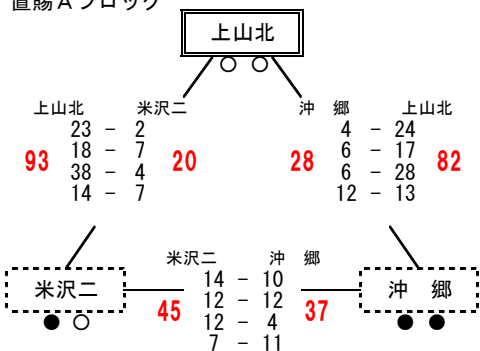 置賜Aブロック
上山北
○ ○
上山北 米沢二
93 20
23 - 2
18 - 7
38 - 4
14 - 7
沖 郷 上山北
28 82
4 - 24
6 - 17
6 - 28
12 - 13
米沢二 沖 郷
45 37
14 - 10
12 - 12
12 - 4
7 - 11
米沢二
● ○
沖 郷
● ●